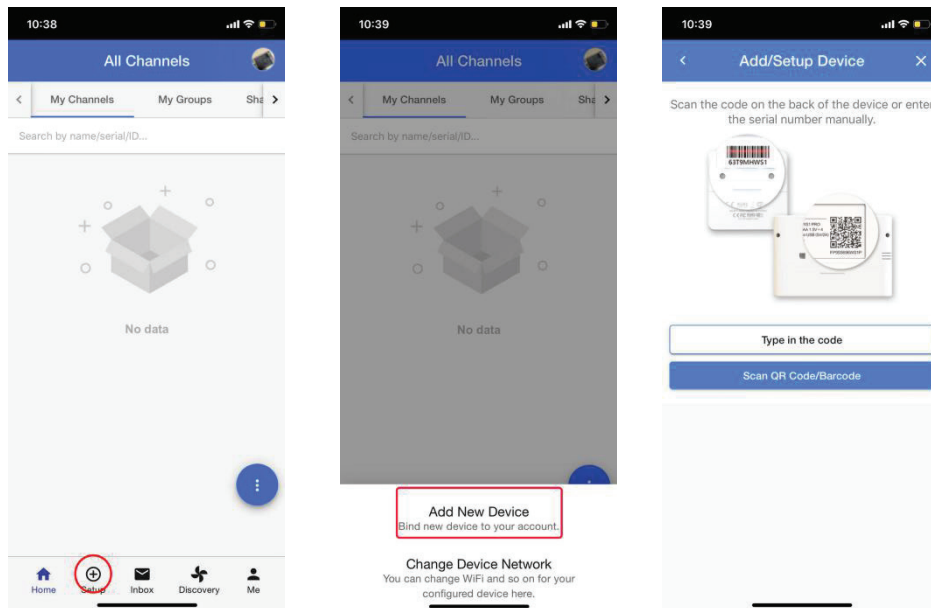 10:38
All Channels
My Channels
My Groups
Sha
Search by name/serial/ID...
No data
Home
Setup
Inbox
Discovery
Me
10:39
All Channels
My Channels
My Groups
Sha
Search by name/serial/ID...
No data
Add New Device
Bind new device to your account.
Change Device Network
You can change WiFi and so on for your
configured device here.
10:39
Add/Setup Device
Scan the code on the back of the device or enter
the serial number manually.
63T9MHWS1
Type in the code
Scan QR Code/Barcode